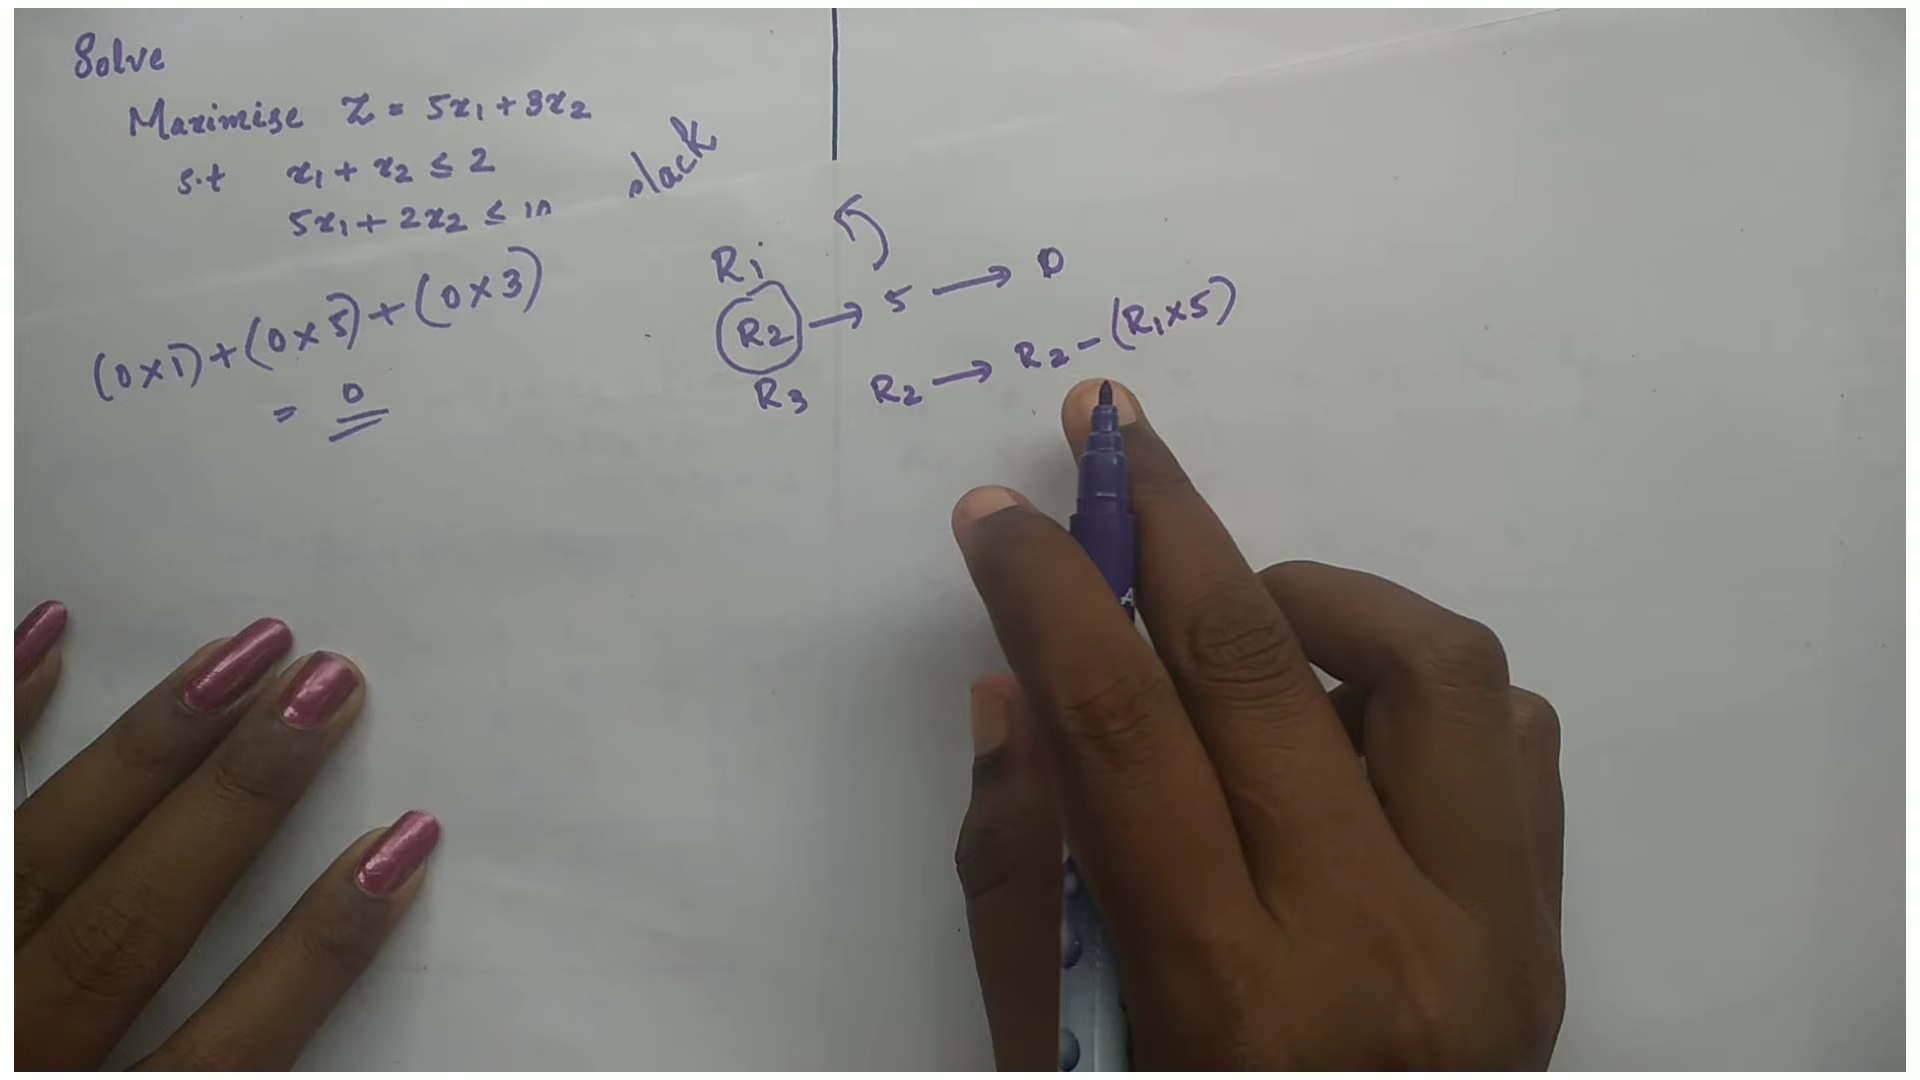 Solve
Maximise Z = 5x₁ + 3x₂
s.t x₁ + x₂ ≤ 2
5x₁ + 2x₂ ≤ 10
slack
(0×1) + (0×5) + (0×3)
= 0
R₁
R₂ → 5 → 0
R₃ R₂ → R₂ - (R₁×5)